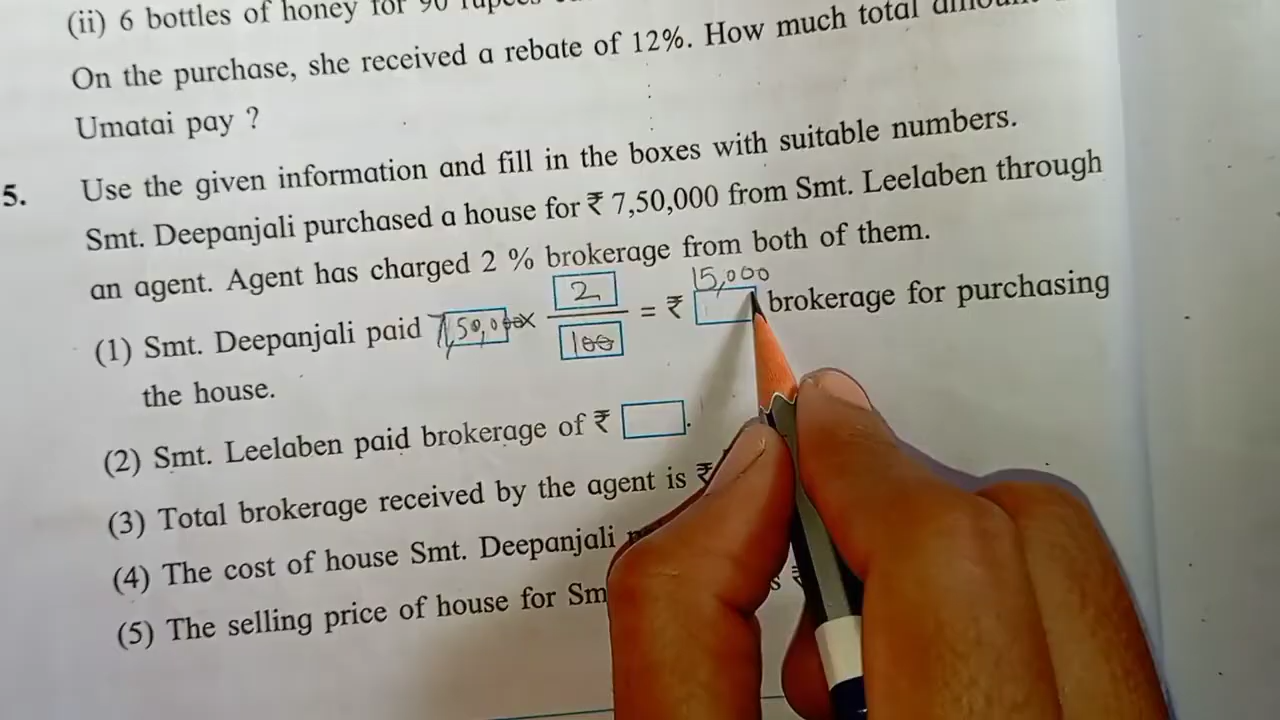 (ii) 6 bottles of honey for 90
On the purchase, she received a rebate of 12%. How much total amount
Umatai pay ?
5. Use the given information and fill in the boxes with suitable numbers.
Smt. Deepanjali purchased a house for ₹ 7,50,000 from Smt. Leelaben through
an agent. Agent has charged 2 % brokerage from both of them.
(1) Smt. Deepanjali paid 7,50,000 × 2/100 = ₹ 15,000 brokerage for purchasing
the house.
(2) Smt. Leelaben paid brokerage of ₹ .
(3) Total brokerage received by the agent is ₹
(4) The cost of house Smt. Deepanjali
(5) The selling price of house for ₹